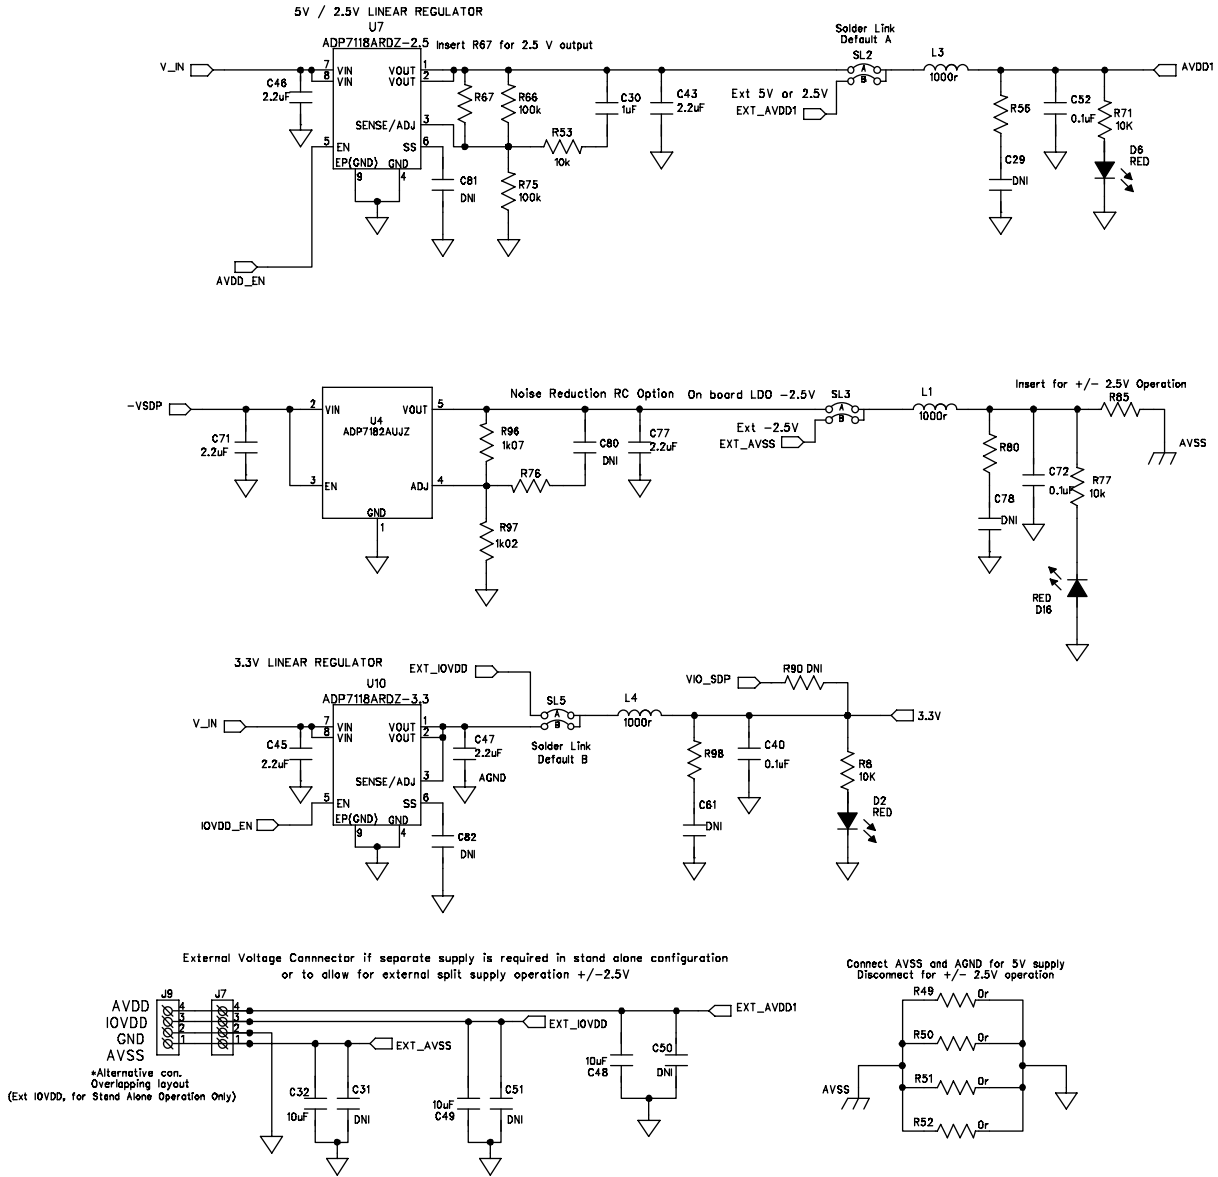 5V / 2.5V LINEAR REGULATOR
U7
ADP7118ARDZ-2.5
Insert R67 for 2.5 V output
V_IN
C46
2.2uF
7
8
VIN
VIN
VOUT
VOUT
1
2
SENSE/ADJ
3
5
EN
SS
6
EP(GND)
GND
9
4
R67
R66
100k
R53
10k
C30
1uF
C43
2.2uF
C81
DNI
R75
100k
AVDD_EN
Solder Link
Default A
SL2
A
B
Ext 5V or 2.5V
EXT_AVDD1
L3
1000r
R56
C29
DNI
C52
0.1uF
R71
10K
D6
RED
AVDD1
-VSDP
C71
2.2uF
2
VIN
VOUT
5
U4
ADP7182AUJZ
3
EN
ADJ
4
GND
1
Noise Reduction RC Option
On board LDO -2.5V
R96
1k07
R76
C80
DNI
C77
2.2uF
R97
1k02
SL3
A
B
Ext -2.5V
EXT_AVSS
L1
1000r
Insert for +/- 2.5V Operation
R85
AVSS
R80
C78
DNI
C72
0.1uF
R77
10k
RED
D16
3.3V LINEAR REGULATOR
U10
ADP7118ARDZ-3.3
EXT_IOVDD
V_IN
C45
2.2uF
7
8
VIN
VIN
VOUT
VOUT
1
2
SENSE/ADJ
3
5
EN
SS
6
EP(GND)
GND
9
4
IOVDD_EN
C47
2.2uF
AGND
C82
DNI
SL5
A
B
Solder Link
Default B
L4
1000r
VIO_SDP
R90 DNI
3.3V
R98
C61
DNI
C40
0.1uF
R8
10K
D2
RED
External Voltage Cannnector if separate supply is required in stand alone configuration
or to allow for external split supply operation +/-2.5V
J9
J7
AVDD
IOVDD
GND
AVSS
4
3
2
1
4
3
2
1
*Alternative con.
Overlapping layout
(Ext IOVDD, for Stand Alone Operation Only)
EXT_AVSS
C32
10uF
C31
DNI
EXT_IOVDD
10uF
C49
C51
DNI
EXT_AVDD1
10uF
C48
C50
DNI
Connect AVSS and AGND for 5V supply
Disconnect for +/- 2.5V operation
R49
0r
R50
0r
R51
0r
R52
0r
AVSS